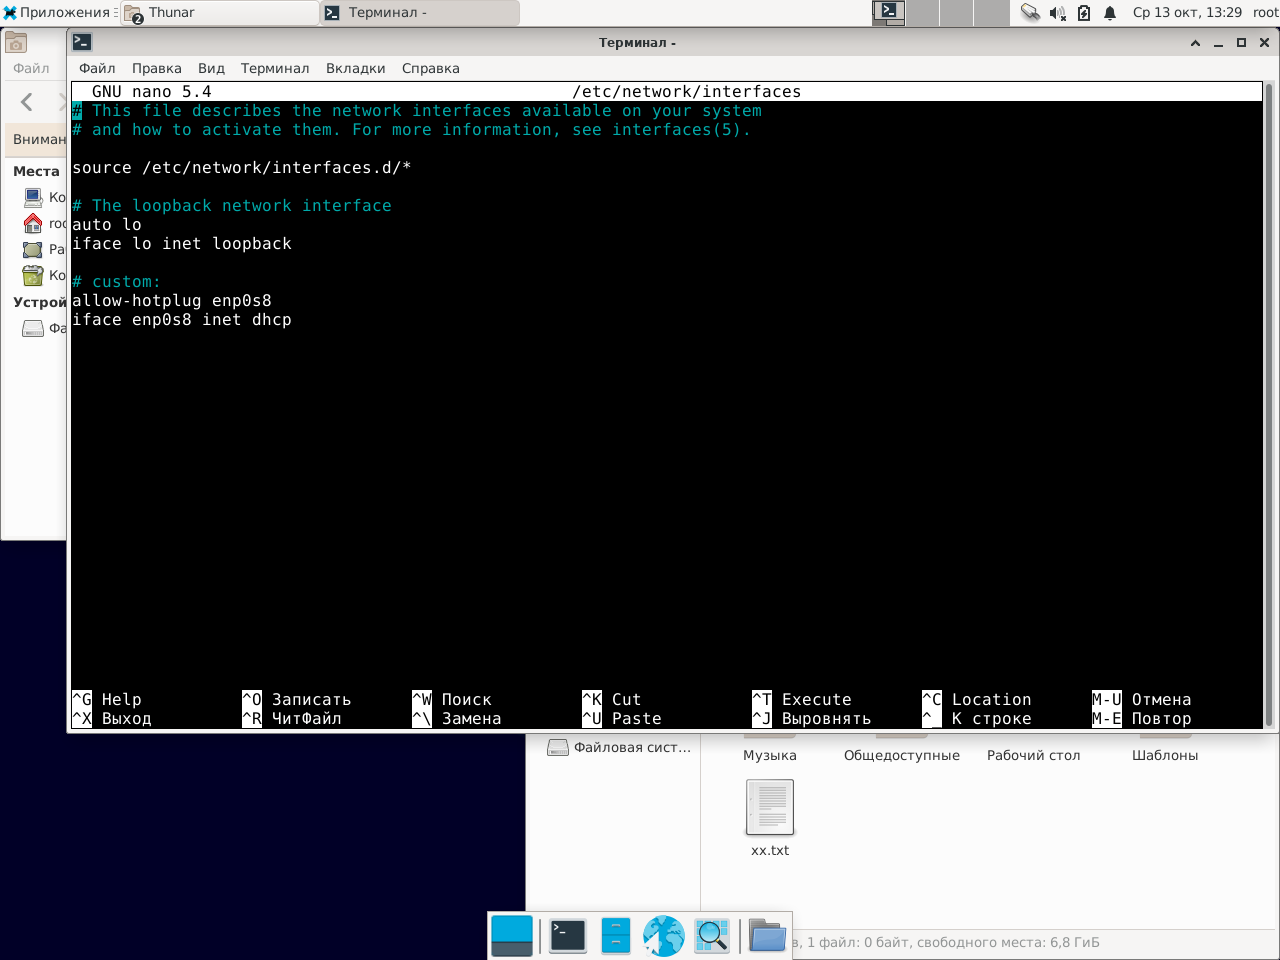 Приложения
Thunar
Терминал -
Ср 13 окт, 13:29
root
Терминал -
Файл
Файл Правка Вид Терминал Вкладки Справка
GNU nano 5.4 /etc/network/interfaces
# This file describes the network interfaces available on your system
# and how to activate them. For more information, see interfaces(5).
source /etc/network/interfaces.d/*
# The loopback network interface
auto lo
iface lo inet loopback
# custom:
allow-hotplug enp0s8
iface enp0s8 inet dhcp
Вниман
Места
Ко
roo
Ра
Ко
Устрой
Фа
^G Help ^O Записать ^W Поиск ^K Cut ^T Execute ^C Location M-U Отмена
^X Выход ^R ЧитФайл ^\ Замена ^U Paste ^J Выровнять ^_ К строке M-E Повтор
Файловая сист...
Музыка
Общедоступные
Рабочий стол
Шаблоны
xx.txt
в, 1 файл: 0 байт, свободного места: 6,8 ГиБ